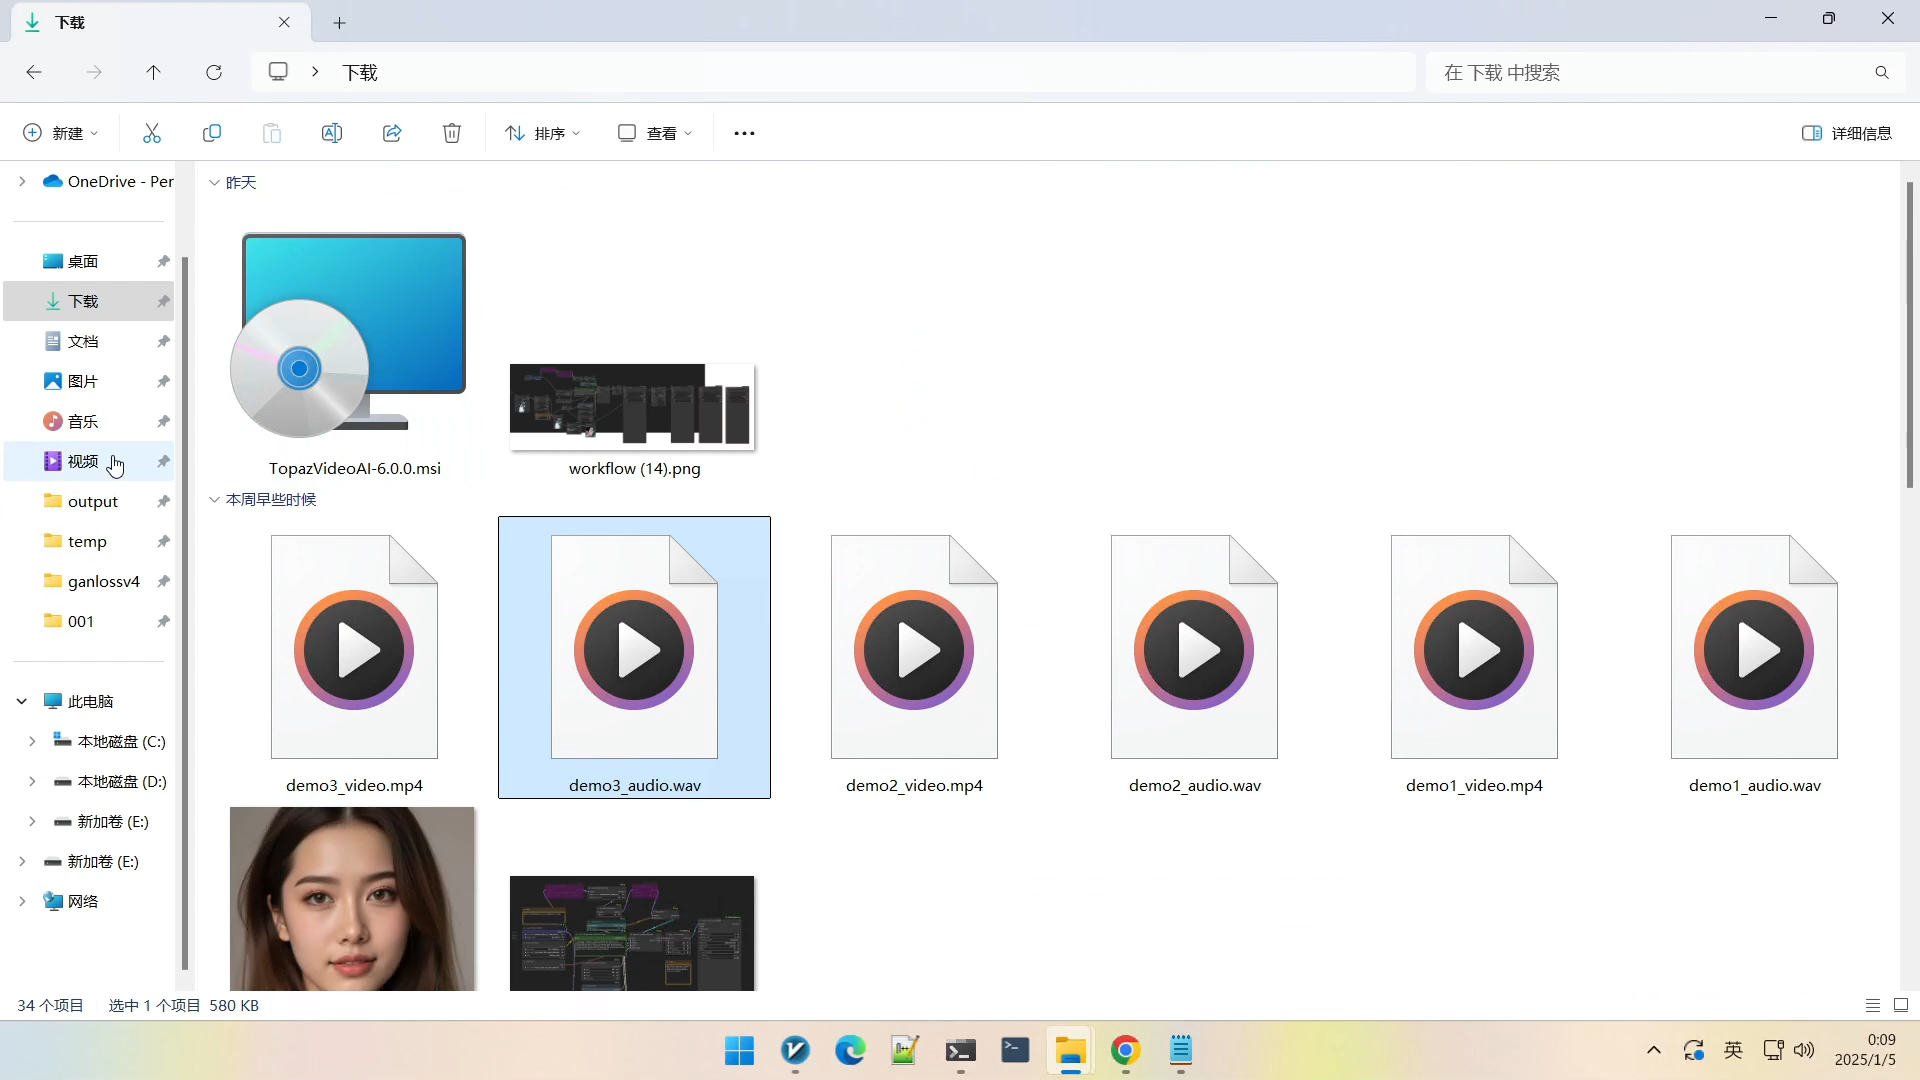 下载
下载
在 下载 中搜索
新建
排序
查看
详细信息
OneDrive - Per
桌面
下载
文档
图片
音乐
视频
output
temp
ganlossv4
001
此电脑
本地磁盘 (C:)
本地磁盘 (D:)
新加卷 (E:)
新加卷 (E:)
网络
昨天
TopazVideoAI-6.0.0.msi
workflow (14).png
本周早些时候
demo3_video.mp4
demo3_audio.wav
demo2_video.mp4
demo2_audio.wav
demo1_video.mp4
demo1_audio.wav
34 个项目
选中 1 个项目 580 KB
英
0:09
2025/1/5